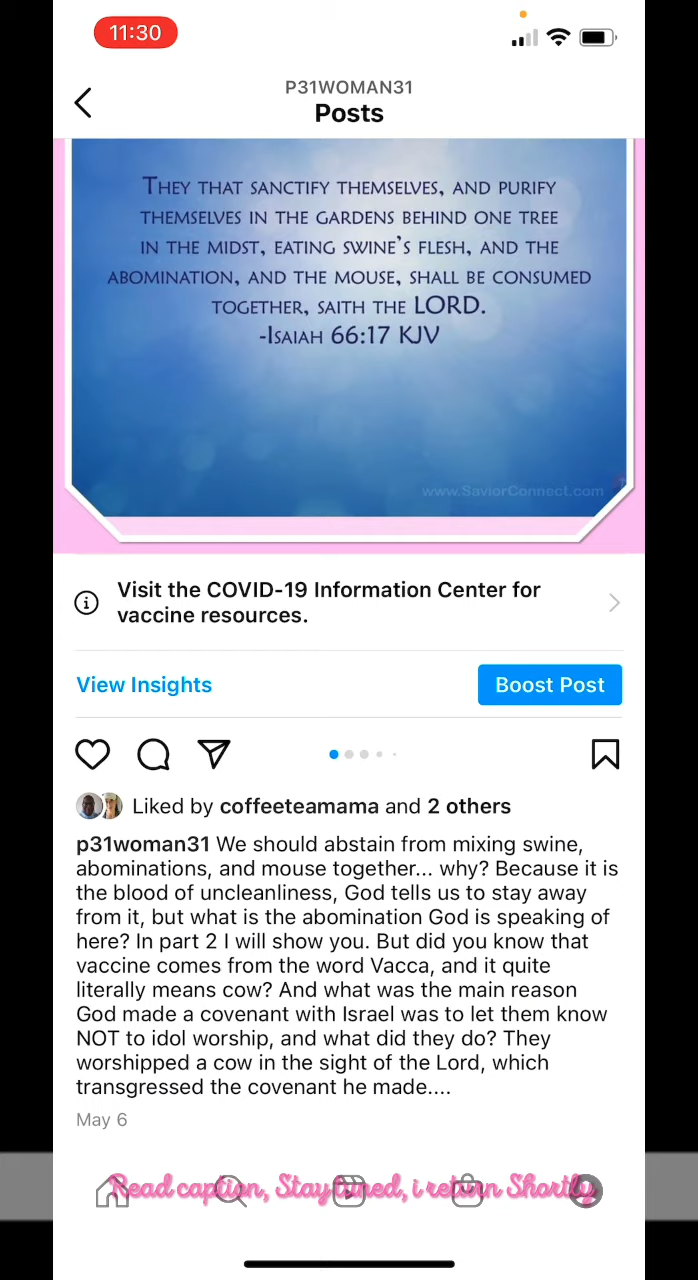 11:30
P31WOMAN31
Posts
THEY THAT SANCTIFY THEMSELVES, AND PURIFY
THEMSELVES IN THE GARDENS BEHIND ONE TREE
IN THE MIDST, EATING SWINE'S FLESH, AND THE
ABOMINATION, AND THE MOUSE, SHALL BE CONSUMED
TOGETHER, SAITH THE LORD.
-ISAIAH 66:17 KJV
www.SaviorConnect.com
Visit the COVID-19 Information Center for
vaccine resources.
View Insights
Boost Post
Liked by coffeeteamama and 2 others
p31woman31 We should abstain from mixing swine,
abominations, and mouse together... why? Because it is
the blood of uncleanliness, God tells us to stay away
from it, but what is the abomination God is speaking of
here? In part 2 I will show you. But did you know that
vaccine comes from the word Vacca, and it quite
literally means cow? And what was the main reason
God made a covenant with Israel was to let them know
NOT to idol worship, and what did they do? They
worshipped a cow in the sight of the Lord, which
transgressed the covenant he made....
May 6
Read caption, Stay tuned, i return Shortly